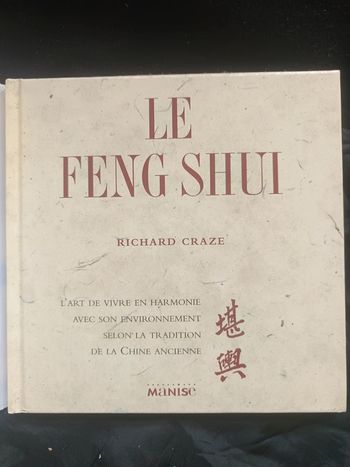 LE
FENG SHUI
RICHARD CRAZE
L'ART DE VIVRE EN HARMONIE
AVEC SON ENVIRONNEMENT
SELON LA TRADITION
DE LA CHINE ANCIENNE
堪
輿
MANISE